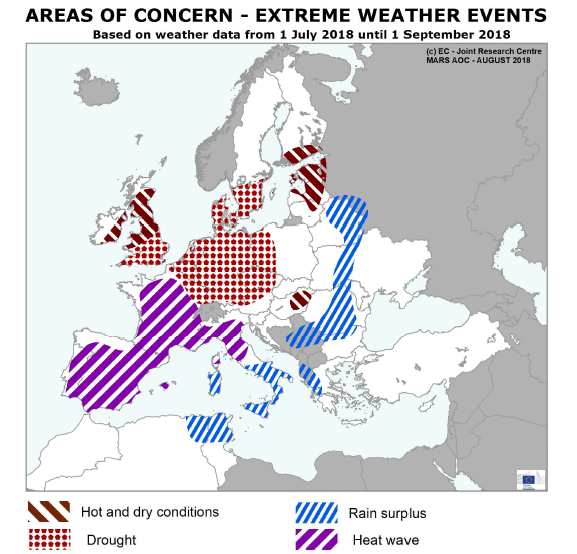 AREAS OF CONCERN - EXTREME WEATHER EVENTS
Based on weather data from 1 July 2018 until 1 September 2018
(c) EC - Joint Research Centre
MARS AOC - AUGUST 2018
Hot and dry conditions
Rain surplus
Drought
Heat wave